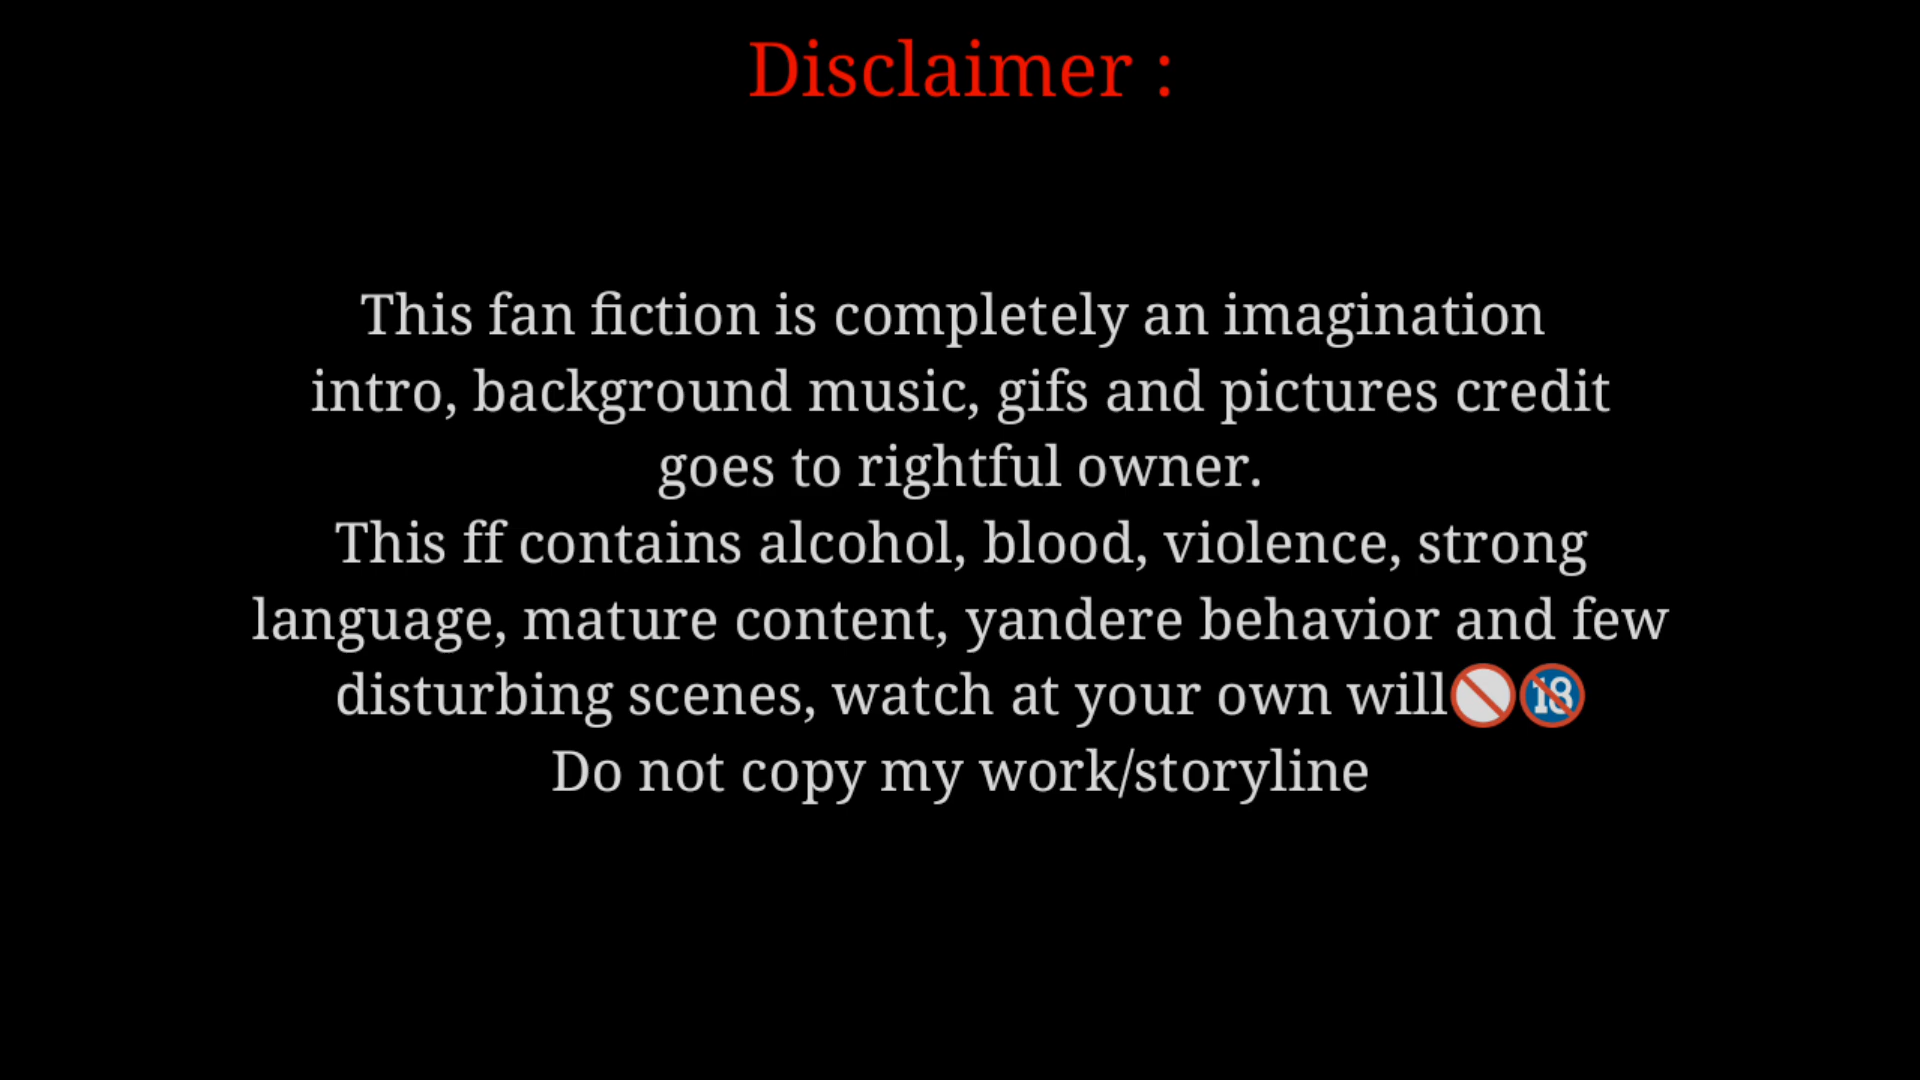 Disclaimer :
This fan fiction is completely an imagination
intro, background music, gifs and pictures credit
goes to rightful owner.
This ff contains alcohol, blood, violence, strong
language, mature content, yandere behavior and few
disturbing scenes, watch at your own will🚫🔞
Do not copy my work/storyline